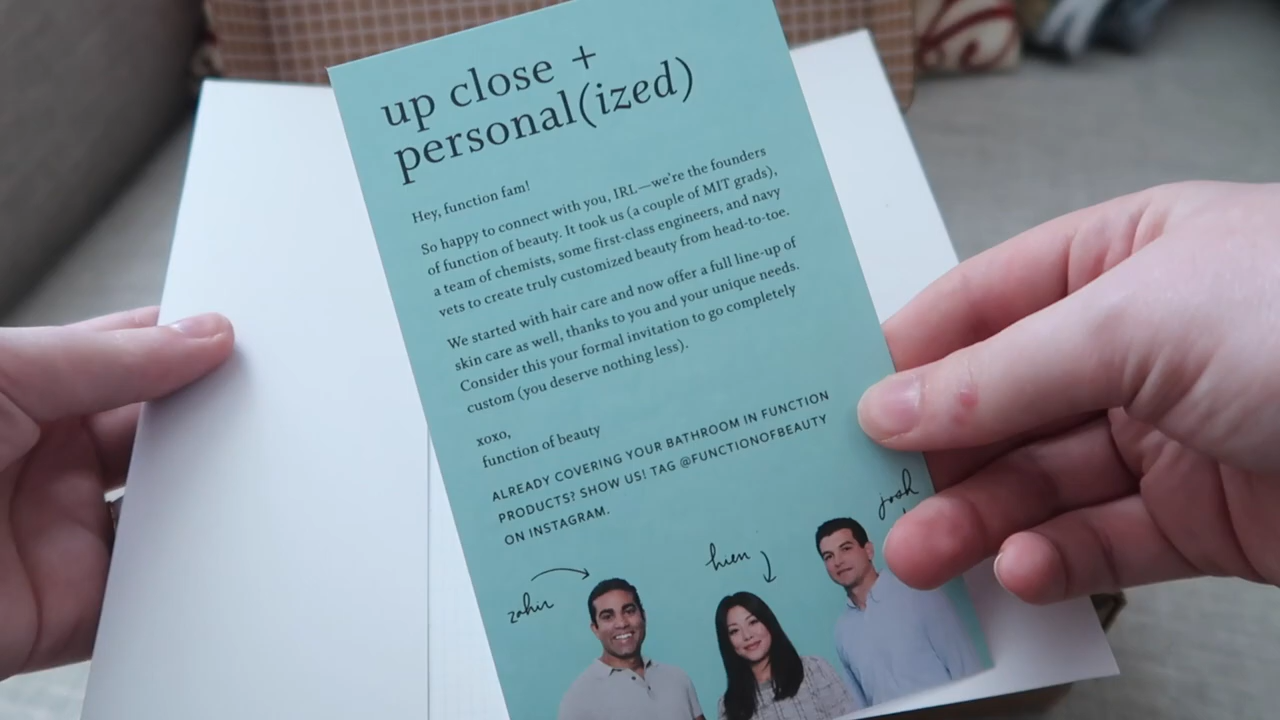 up close +
personal(ized)
Hey, function fam!
So happy to connect with you, IRL—we're the founders
of function of beauty. It took us (a couple of MIT grads),
a team of chemists, some first-class engineers, and navy
vets to create truly customized beauty from head-to-toe.
We started with hair care and now offer a full line-up of
skin care as well, thanks to you and your unique needs.
Consider this your formal invitation to go completely
custom (you deserve nothing less).
xoxo,
function of beauty
ALREADY COVERING YOUR BATHROOM IN FUNCTION
PRODUCTS? SHOW US! TAG @FUNCTIONOFBEAUTY
ON INSTAGRAM.
josh
hien
zahir